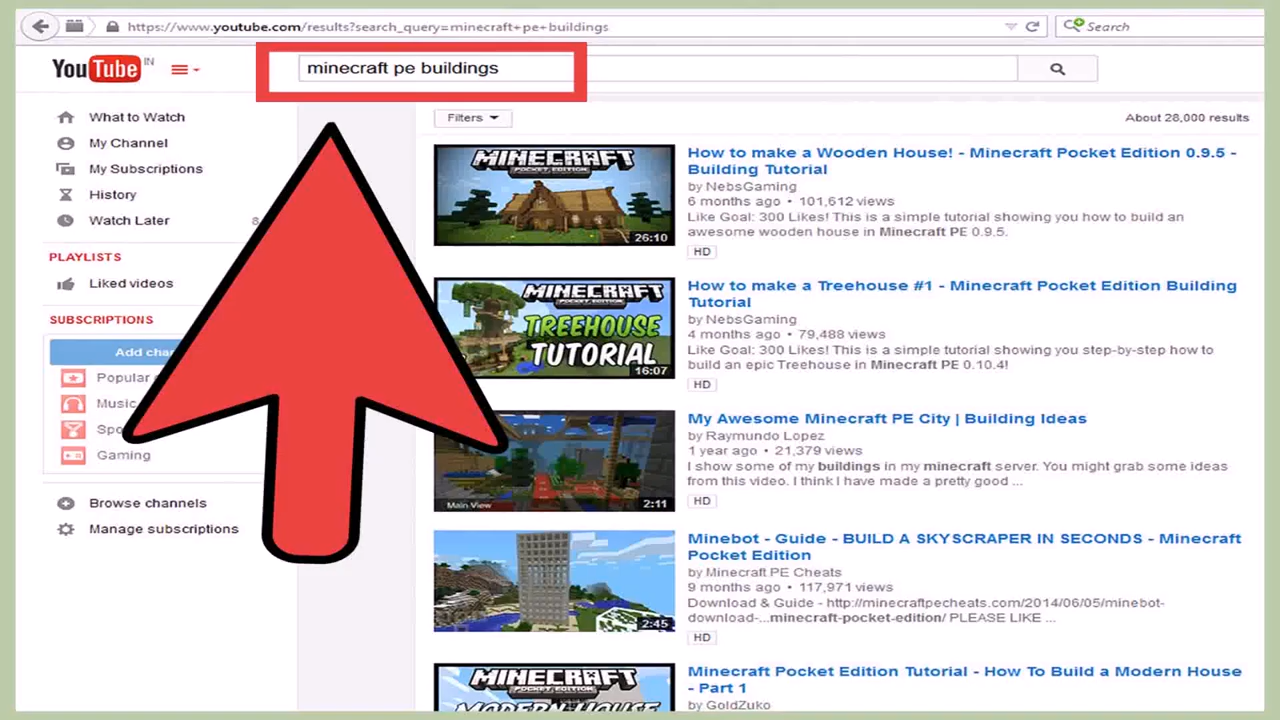 https://www.youtube.com/results?search_query=minecraft+pe+buildings
Search
YouTube IN
minecraft pe buildings
What to Watch
My Channel
My Subscriptions
History
Watch Later
8
PLAYLISTS
Liked videos
SUBSCRIPTIONS
Add cha
Popular
Music
Spo
Gaming
Browse channels
Manage subscriptions
Filters
About 28,000 results
MINECRAFT
POCKET EDITION
26:10
How to make a Wooden House! - Minecraft Pocket Edition 0.9.5 -
Building Tutorial
by NebsGaming
6 months ago • 101,612 views
Like Goal: 300 Likes! This is a simple tutorial showing you how to build an
awesome wooden house in Minecraft PE 0.9.5.
HD
MINECRAFT
POCKET EDITION
TREEHOUSE
TUTORIAL
16:07
How to make a Treehouse #1 - Minecraft Pocket Edition Building
Tutorial
by NebsGaming
4 months ago • 79,488 views
Like Goal: 300 Likes! This is a simple tutorial showing you step-by-step how to
build an epic Treehouse in Minecraft PE 0.10.4!
HD
Main View
2:11
My Awesome Minecraft PE City | Building Ideas
by Raymundo Lopez
1 year ago • 21,379 views
I show some of my buildings in my minecraft server. You might grab some ideas
from this video. I think I have made a pretty good ...
HD
2:45
Minebot - Guide - BUILD A SKYSCRAPER IN SECONDS - Minecraft
Pocket Edition
by Minecraft PE Cheats
9 months ago • 117,971 views
Download & Guide - http://minecraftpecheats.com/2014/06/05/minebot-
download-...minecraft-pocket-edition/ PLEASE LIKE ...
HD
MINECRAFT
POCKET EDITION
MODERN HOUSE
Minecraft Pocket Edition Tutorial - How To Build a Modern House
- Part 1
by GoldZuko